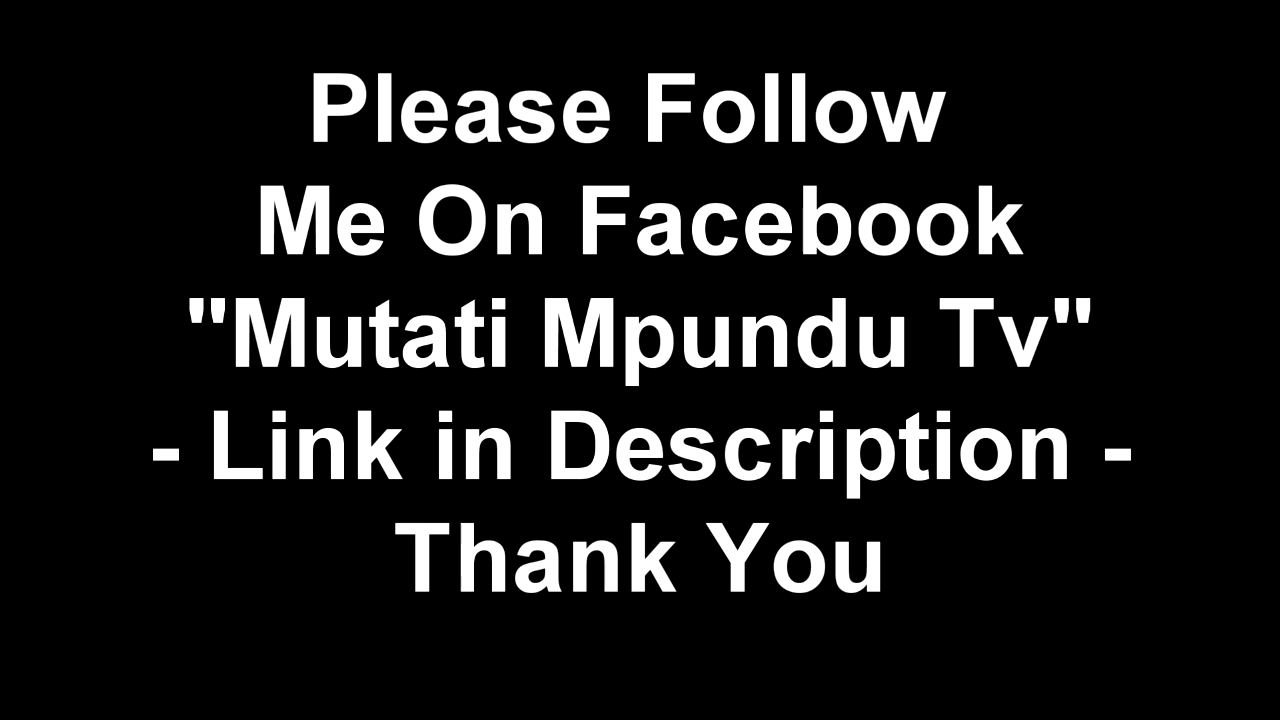 Please Follow
Me On Facebook
"Mutati Mpundu Tv"
- Link in Description -
Thank You